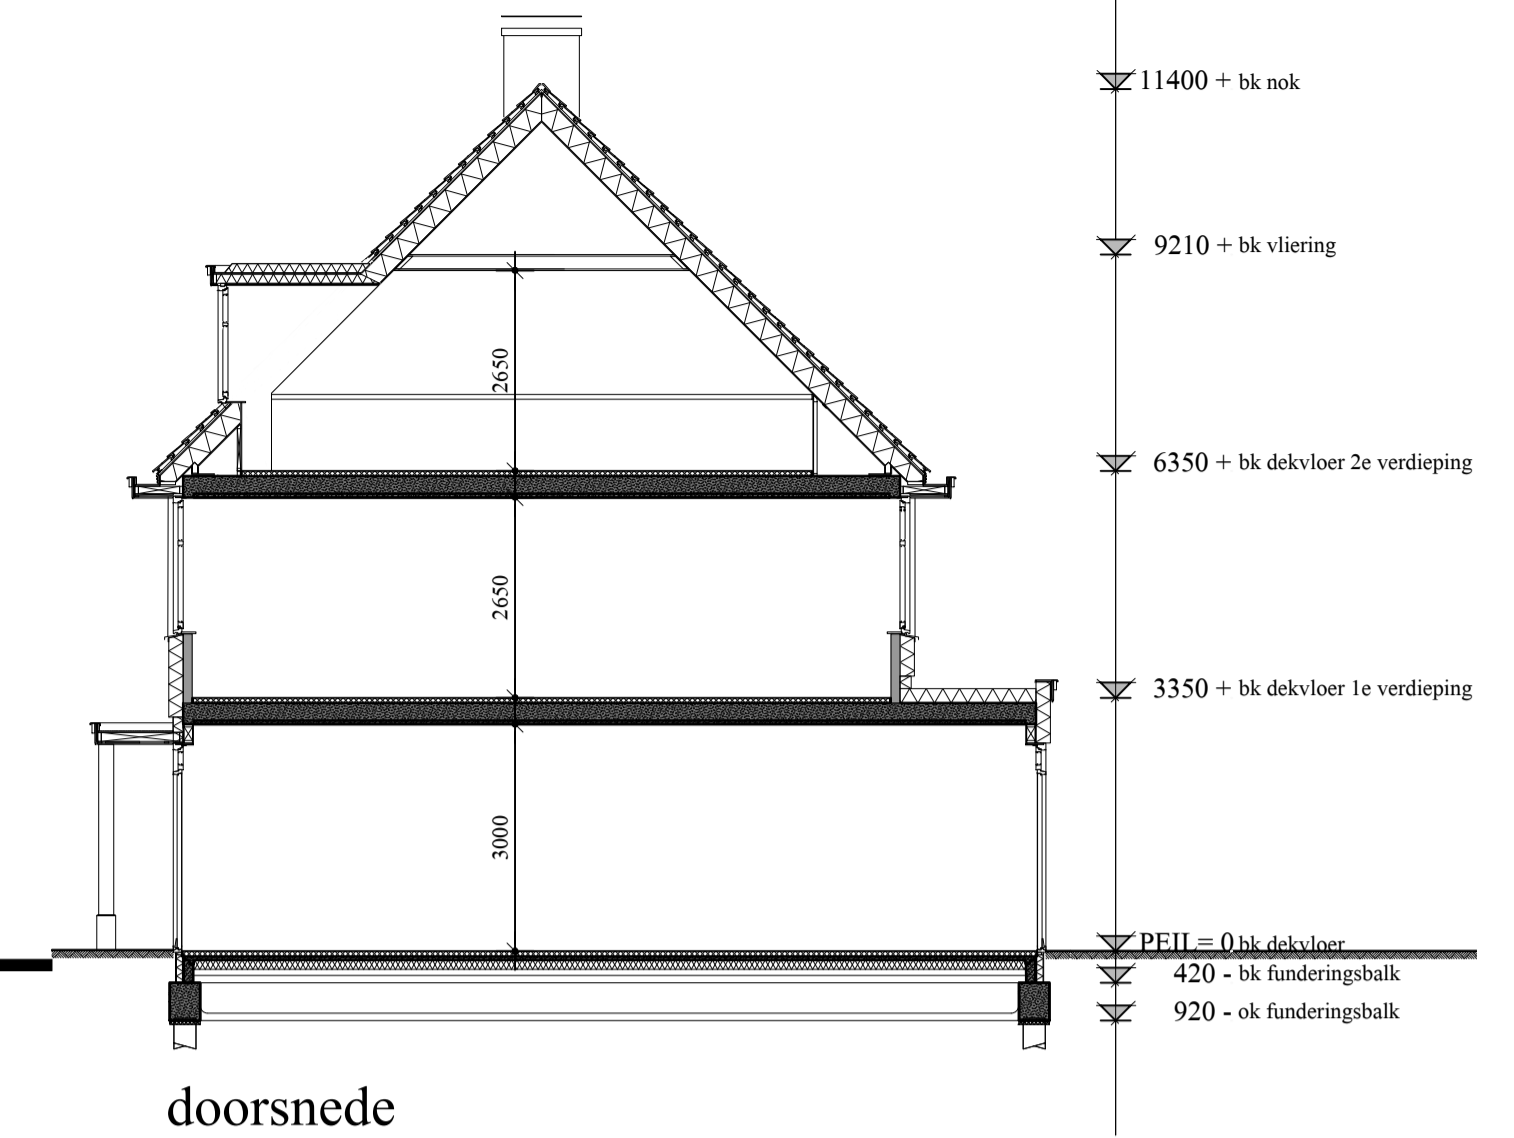 11400 + bk nok
9210 + bk vliering
2650
6350 + bk dekvloer 2e verdieping
2650
3350 + bk dekvloer 1e verdieping
3000
PEIL= 0 bk dekvloer
420 - bk funderingsbalk
920 - ok funderingsbalk
doorsnede